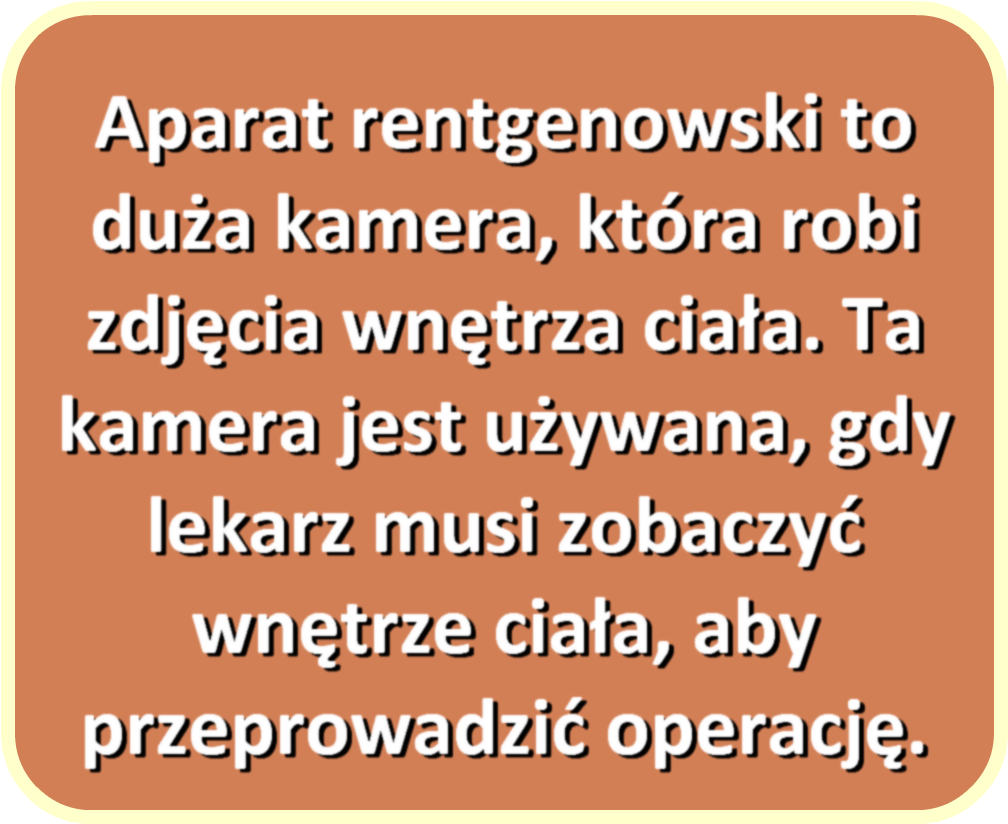 Aparat rentgenowski to
duża kamera, która robi
zdjęcia wnętrza ciała. Ta
kamera jest używana, gdy
lekarz musi zobaczyć
wnętrze ciała, aby
przeprowadzić operację.